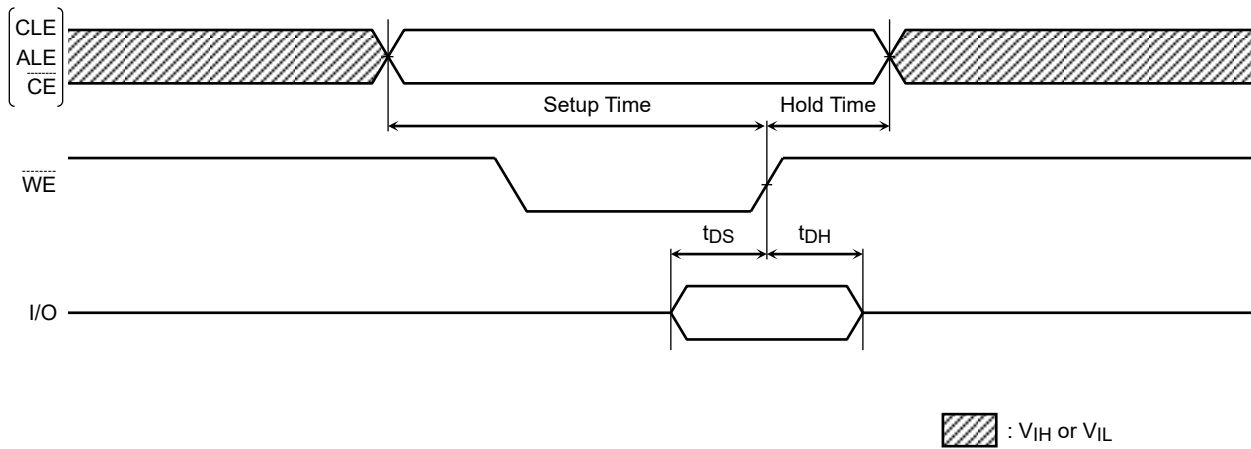 CLE
ALE
CE
Setup Time
Hold Time
WE
tDS
tDH
I/O
: VIH or VIL